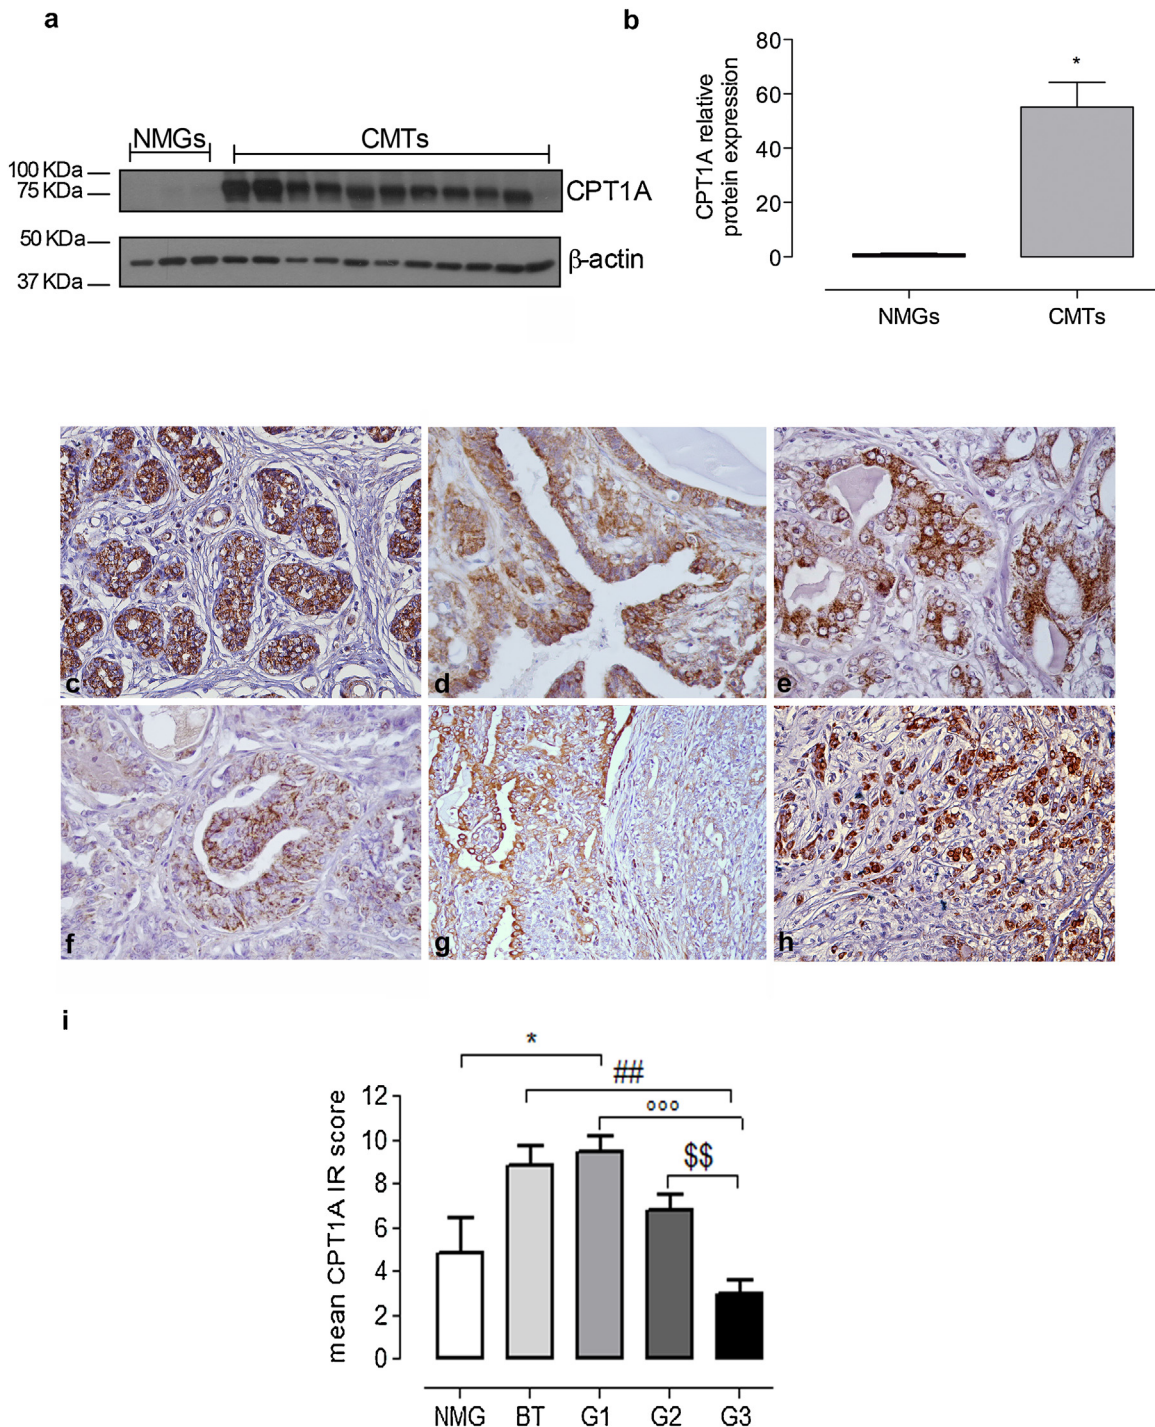 a
NMGs
CMTs
100 KDa
75 KDa
CPT1A
50 KDa
β-actin
37 KDa
b
CPT1A relative
protein expression
80
60
40
20
0
*
NMGs
CMTs
c
d
e
f
g
h
i
mean CPT1A IR score
12
10
8
6
4
2
0
*
##
°°°
$$
NMG
BT
G1
G2
G3